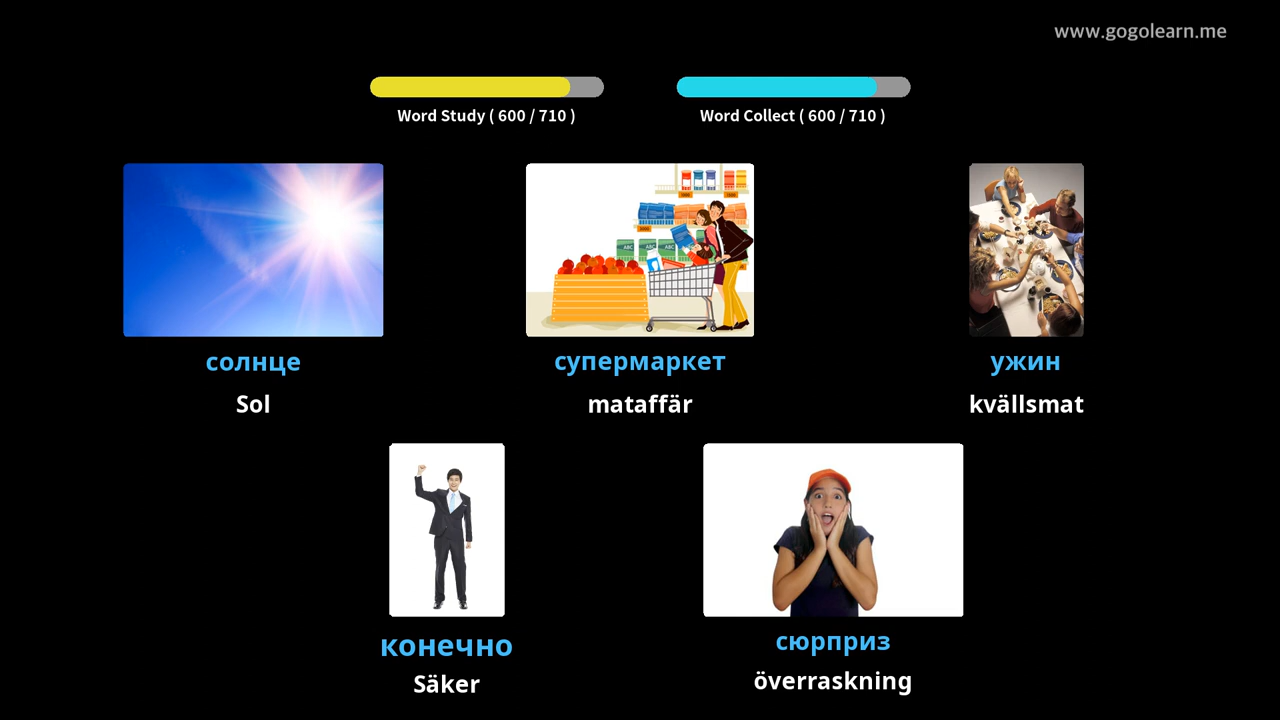 www.gogolearn.me
Word Study ( 600 / 710 )
Word Collect ( 600 / 710 )
солнце
Sol
супермаркет
mataffär
ужин
kvällsmat
конечно
Säker
сюрприз
överraskning